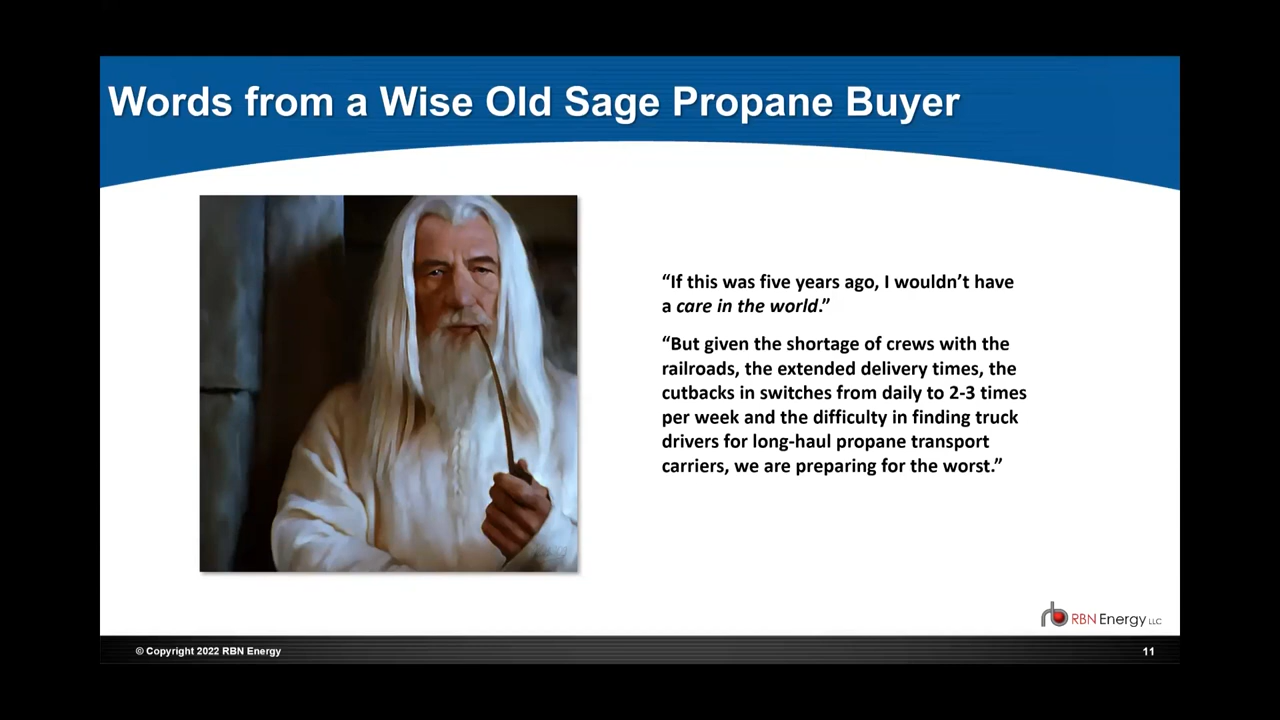 Words from a Wise Old Sage Propane Buyer
“If this was five years ago, I wouldn’t have
a care in the world.”
“But given the shortage of crews with the
railroads, the extended delivery times, the
cutbacks in switches from daily to 2-3 times
per week and the difficulty in finding truck
drivers for long-haul propane transport
carriers, we are preparing for the worst.”
RBN Energy LLC
© Copyright 2022 RBN Energy
11